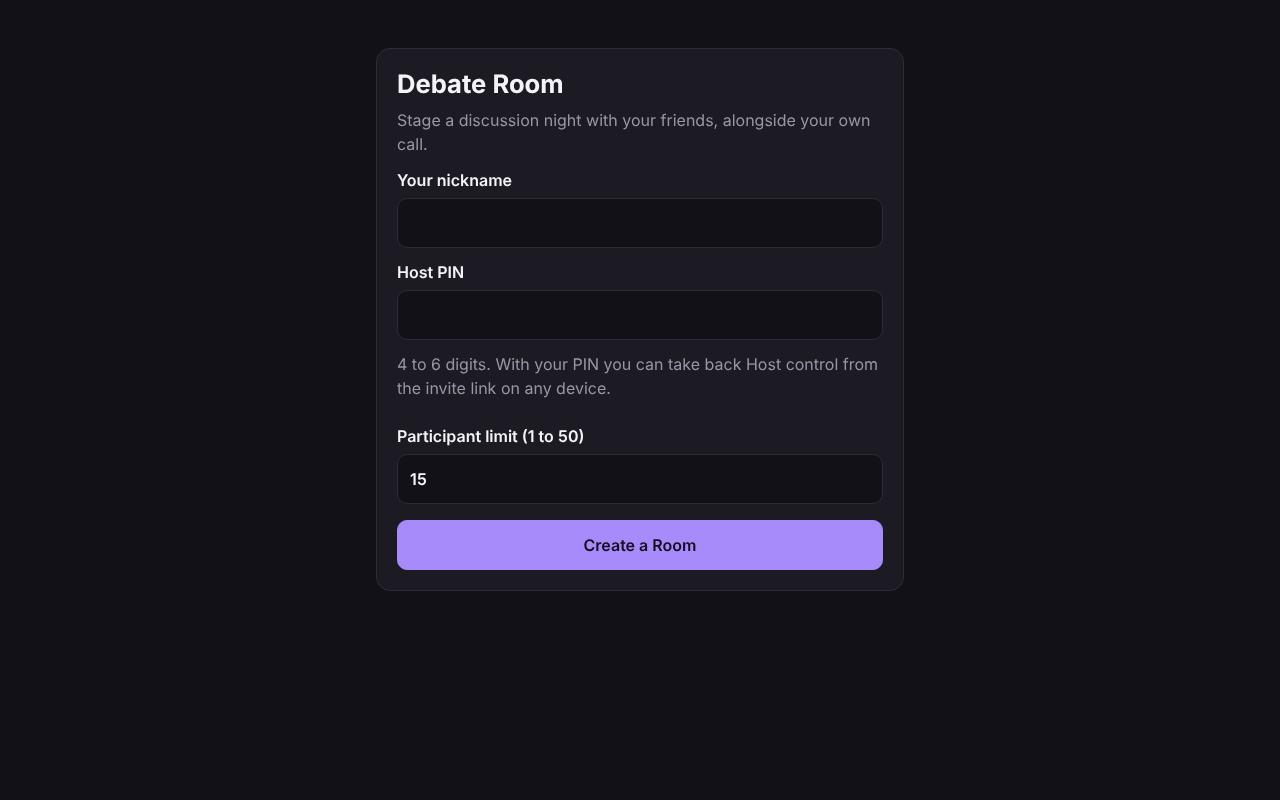 Debate Room
Stage a discussion night with your friends, alongside your own
call.
Your nickname
Host PIN
4 to 6 digits. With your PIN you can take back Host control from
the invite link on any device.
Participant limit (1 to 50)
15
Create a Room